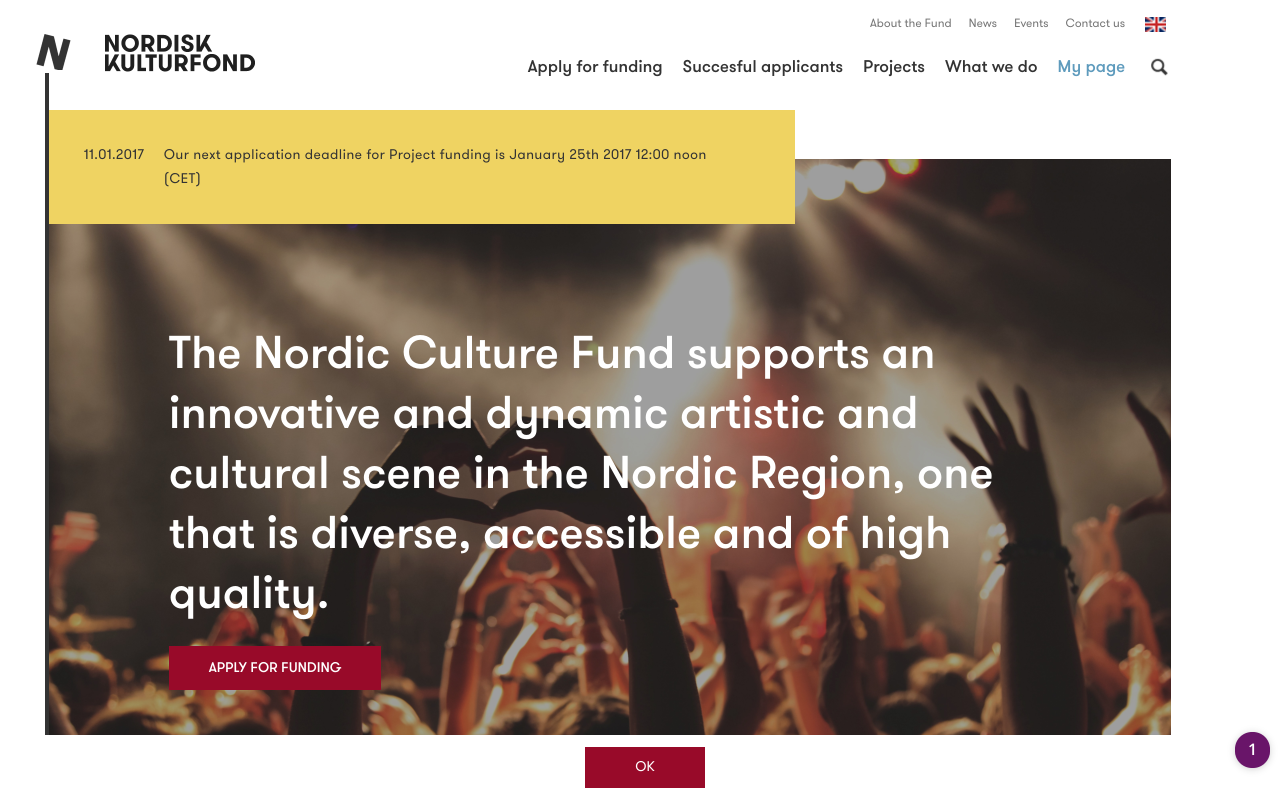 About the Fund News Events Contact us
NORDISK
KULTURFOND
Apply for funding Succesful applicants Projects What we do My page
11.01.2017 Our next application deadline for Project funding is January 25th 2017 12:00 noon
(CET)
The Nordic Culture Fund supports an
innovative and dynamic artistic and
cultural scene in the Nordic Region, one
that is diverse, accessible and of high
quality.
APPLY FOR FUNDING
1
OK